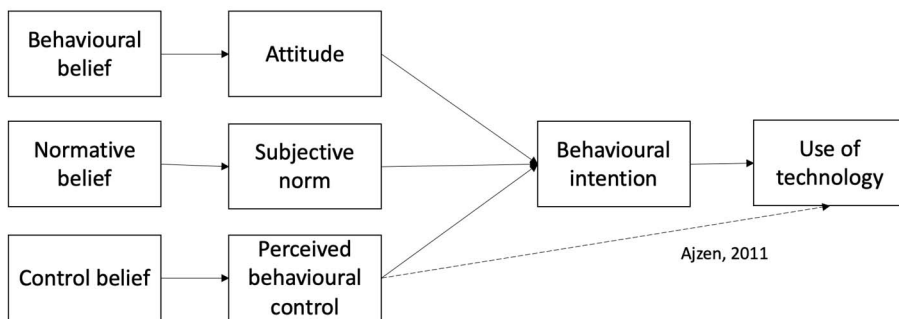 Behavioural
belief
Attitude
Normative
belief
Subjective
norm
Behavioural
intention
Use of
technology
Control belief
Perceived
behavioural
control
Ajzen, 2011